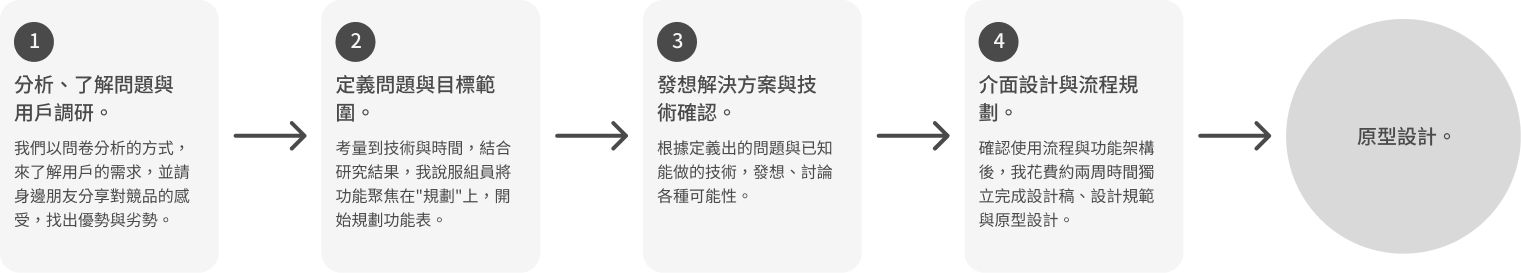 1
分析、了解問題與
用戶調研。
我們以問卷分析的方式，
來了解用戶的需求，並請
身邊朋友分享對競品的感
受，找出優勢與劣勢。
2
定義問題與目標範
圍。
考量到技術與時間，結合
研究結果，我說服組員將
功能聚焦在"規劃"上，開
始規劃功能表。
3
發想解決方案與技
術確認。
根據定義出的問題與已知
能做的技術，發想、討論
各種可能性。
4
介面設計與流程規
劃。
確認使用流程與功能架構
後，我花費約兩周時間獨
立完成設計稿、設計規範
與原型設計。
原型設計。